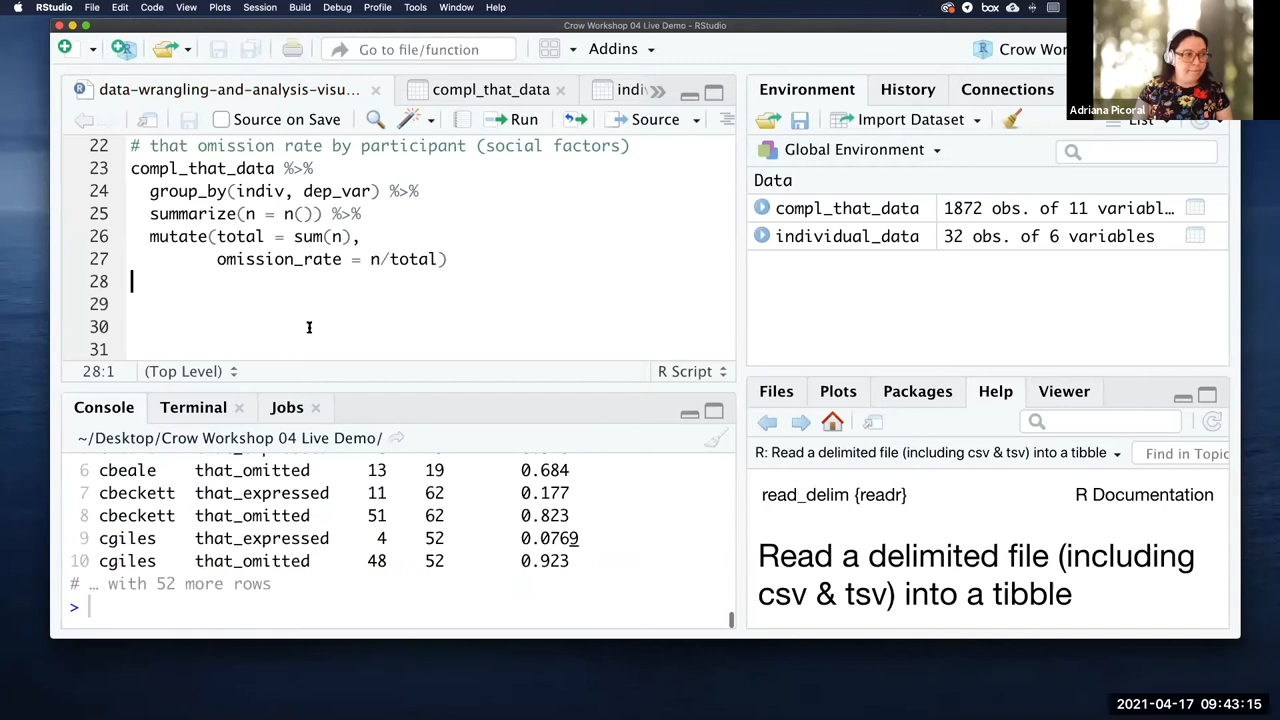 RStudio File Edit Code View Plots Session Build Debug Profile Tools Window Help box
Crow Workshop 04 Live Demo - RStudio
Go to file/function Addins Crow Wor
data-wrangling-and-analysis-visu... compl_that_data indi
Source on Save Run Source
22 # that omission rate by participant (social factors)
23 compl_that_data %>%
24 group_by(indiv, dep_var) %>%
25 summarize(n = n()) %>%
26 mutate(total = sum(n),
27 omission_rate = n/total)
28
29
30
31
28:1 (Top Level) R Script
Console Terminal Jobs
~/Desktop/Crow Workshop 04 Live Demo/
6 cbeale that_omitted 13 19 0.684
7 cbeckett that_expressed 11 62 0.177
8 cbeckett that_omitted 51 62 0.823
9 cgiles that_expressed 4 52 0.0769
10 cgiles that_omitted 48 52 0.923
# … with 52 more rows
>
Environment History Connections
Import Dataset List
Global Environment
Data
compl_that_data 1872 obs. of 11 variabl…
individual_data 32 obs. of 6 variables
Files Plots Packages Help Viewer
R: Read a delimited file (including csv & tsv) into a tibble Find in Topic
read_delim {readr} R Documentation
Read a delimited file (including
csv & tsv) into a tibble
Adriana Picoral
2021-04-17 09:43:15